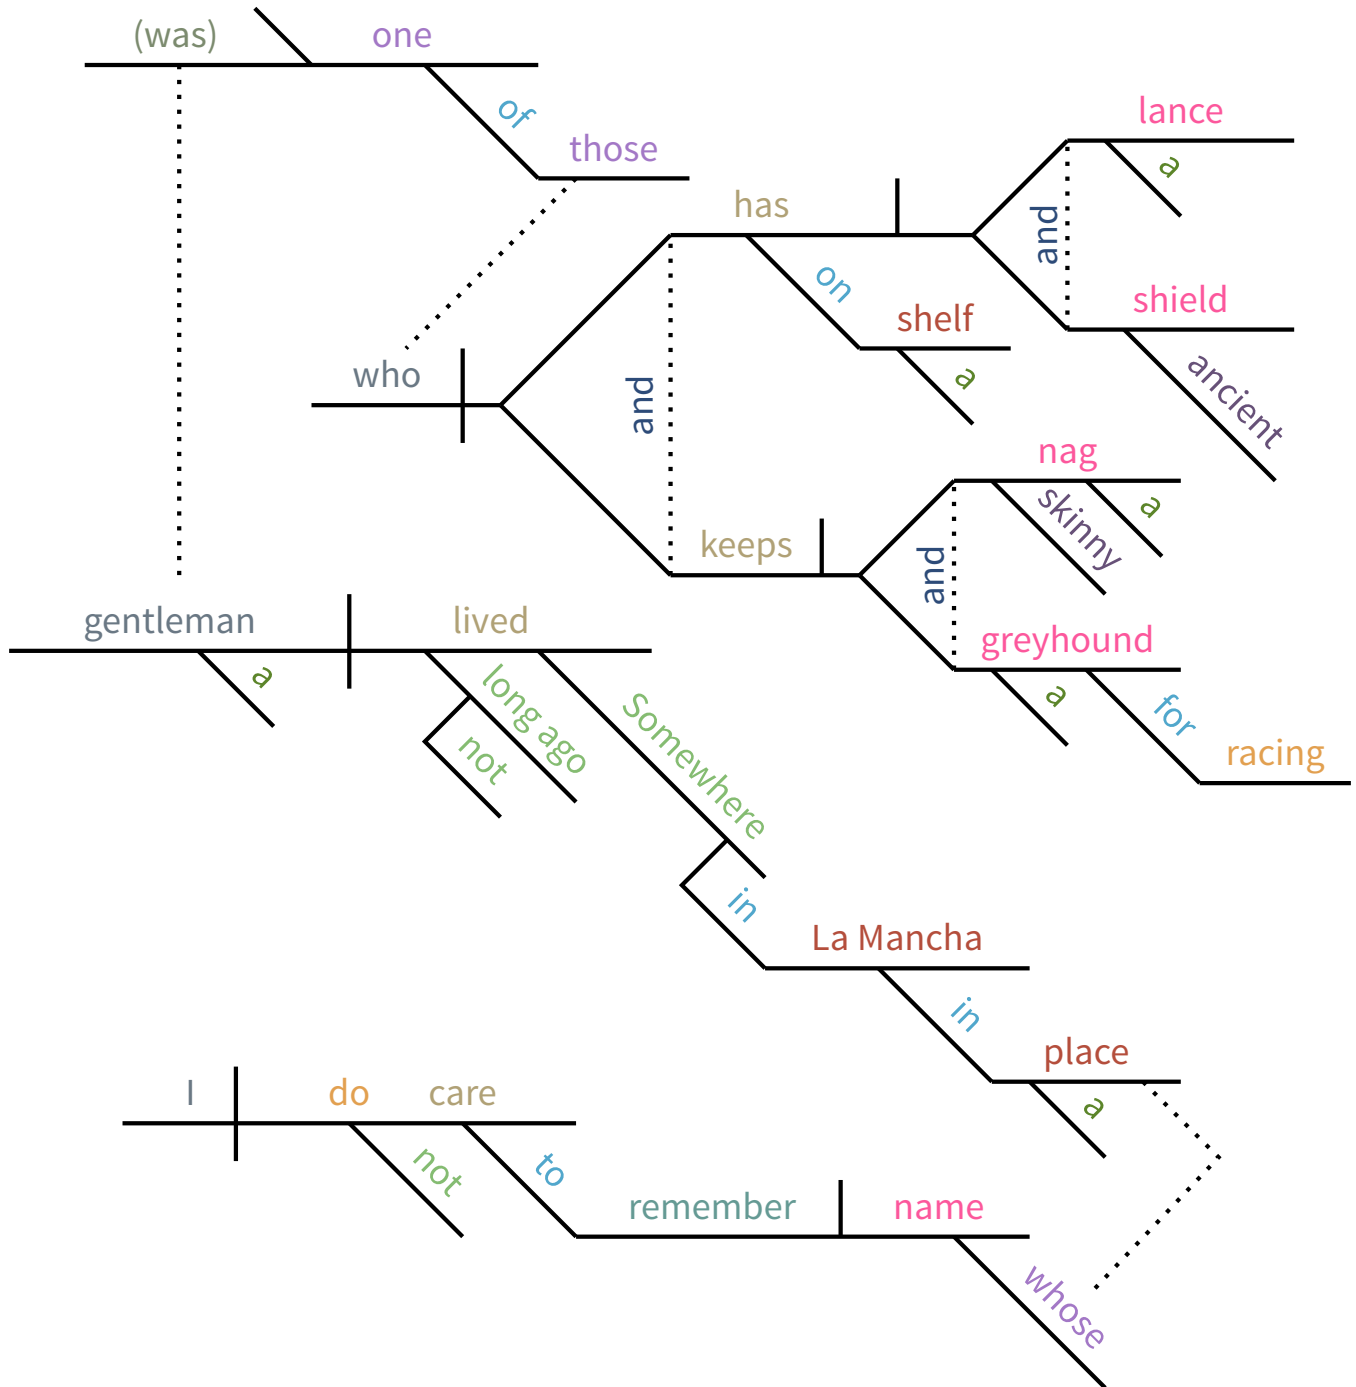 (was) one
of
those
lance
a
has
and
on
shelf
shield
a
who
and
ancient
nag
skinny
a
keeps
and
greyhound
a
for
racing
gentleman lived
a
long ago
not
Somewhere
in
La Mancha
in
place
a
I do care
not
to
remember name
whose